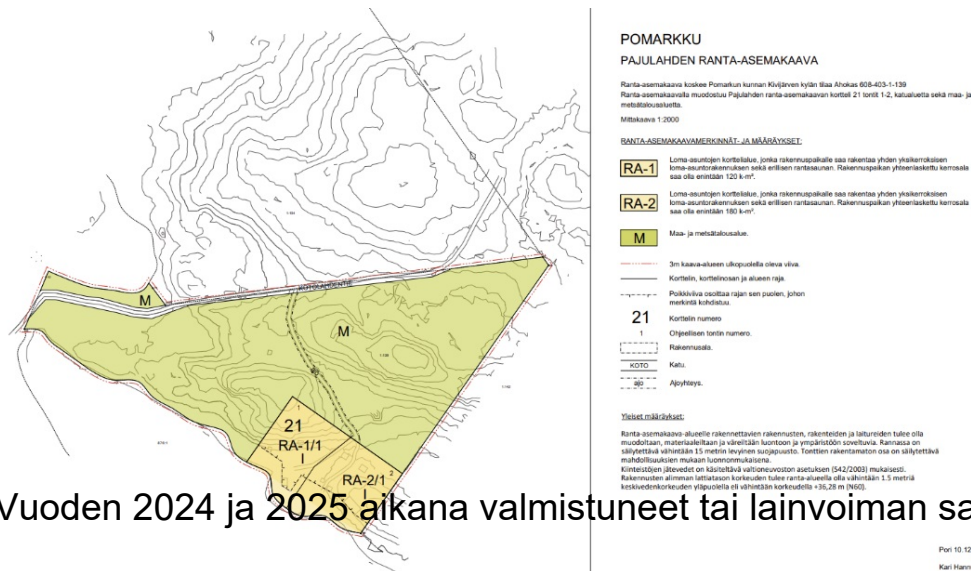 POMARKKU
PAJULAHDEN RANTA-ASEMAKAAVA
Ranta-asemakaava koskee Pomarkun kunnan Kivijärven kylän tilaa Ahokas 608-403-1-139
Ranta-asemakaavalla muodostuu Pajulahden ranta-asemakaavan kortteli 21 tontit 1-2, katualuetta sekä maa- ja
metsätalousaluetta.
Mittakaava 1:2000
RANTA-ASEMAKAAVAMERKINNÄT- JA MÄÄRÄYKSET:
RA-1
Loma-asuntojen korttelialue, jonka rakennuspaikalle saa rakentaa yhden yksikerroksisen
loma-asuntorakennuksen sekä erillisen rantasaunan. Rakennuspaikan yhteenlaskettu kerrosala
saa olla enintään 120 k-m².
RA-2
Loma-asuntojen korttelialue, jonka rakennuspaikalle saa rakentaa yhden yksikerroksisen
loma-asuntorakennuksen sekä erillisen rantasaunan. Rakennuspaikan yhteenlaskettu kerrosala
saa olla enintään 180 k-m².
M
Maa- ja metsätalousalue.
3m kaava-alueen ulkopuolella oleva viiva.
Korttelin, korttelinosan ja alueen raja.
Poikkiviiva osoittaa rajan sen puolen, johon
merkintä kohdistuu.
21
Korttelin numero
1
Ohjeellisen tontin numero.
Rakennusala.
KOTO
Katu.
ajo
Ajoyhteys.
Yleiset määräykset:
Ranta-asemakaava-alueelle rakennettavien rakennusten, rakenteiden ja laitureiden tulee olla
muodoltaan, materiaaleiltaan ja väreiltään luontoon ja ympäristöön soveltuvia. Rannassa on
säilytettävä vähintään 15 metrin levyinen suojapuusto. Tonttien rakentamaton osa on säilytettävä
mahdollisuuksien mukaan luonnonmukaisena.
Kiinteistöjen jätevedet on käsiteltävä valtioneuvoston asetuksen (542/2003) mukaisesti.
Rakennusten alimman lattiatason korkeuden tulee ranta-alueella olla vähintään 1.5 metriä
keskivedenkorkeuden yläpuolella eli vähintään korkeudella +36,28 m (N60).
M
M
21
RA-1/1
I
1
RA-2/1
2
Vuoden 2024 ja 2025 aikana valmistuneet tai lainvoiman sa
Pori 10.12
Kari Hann